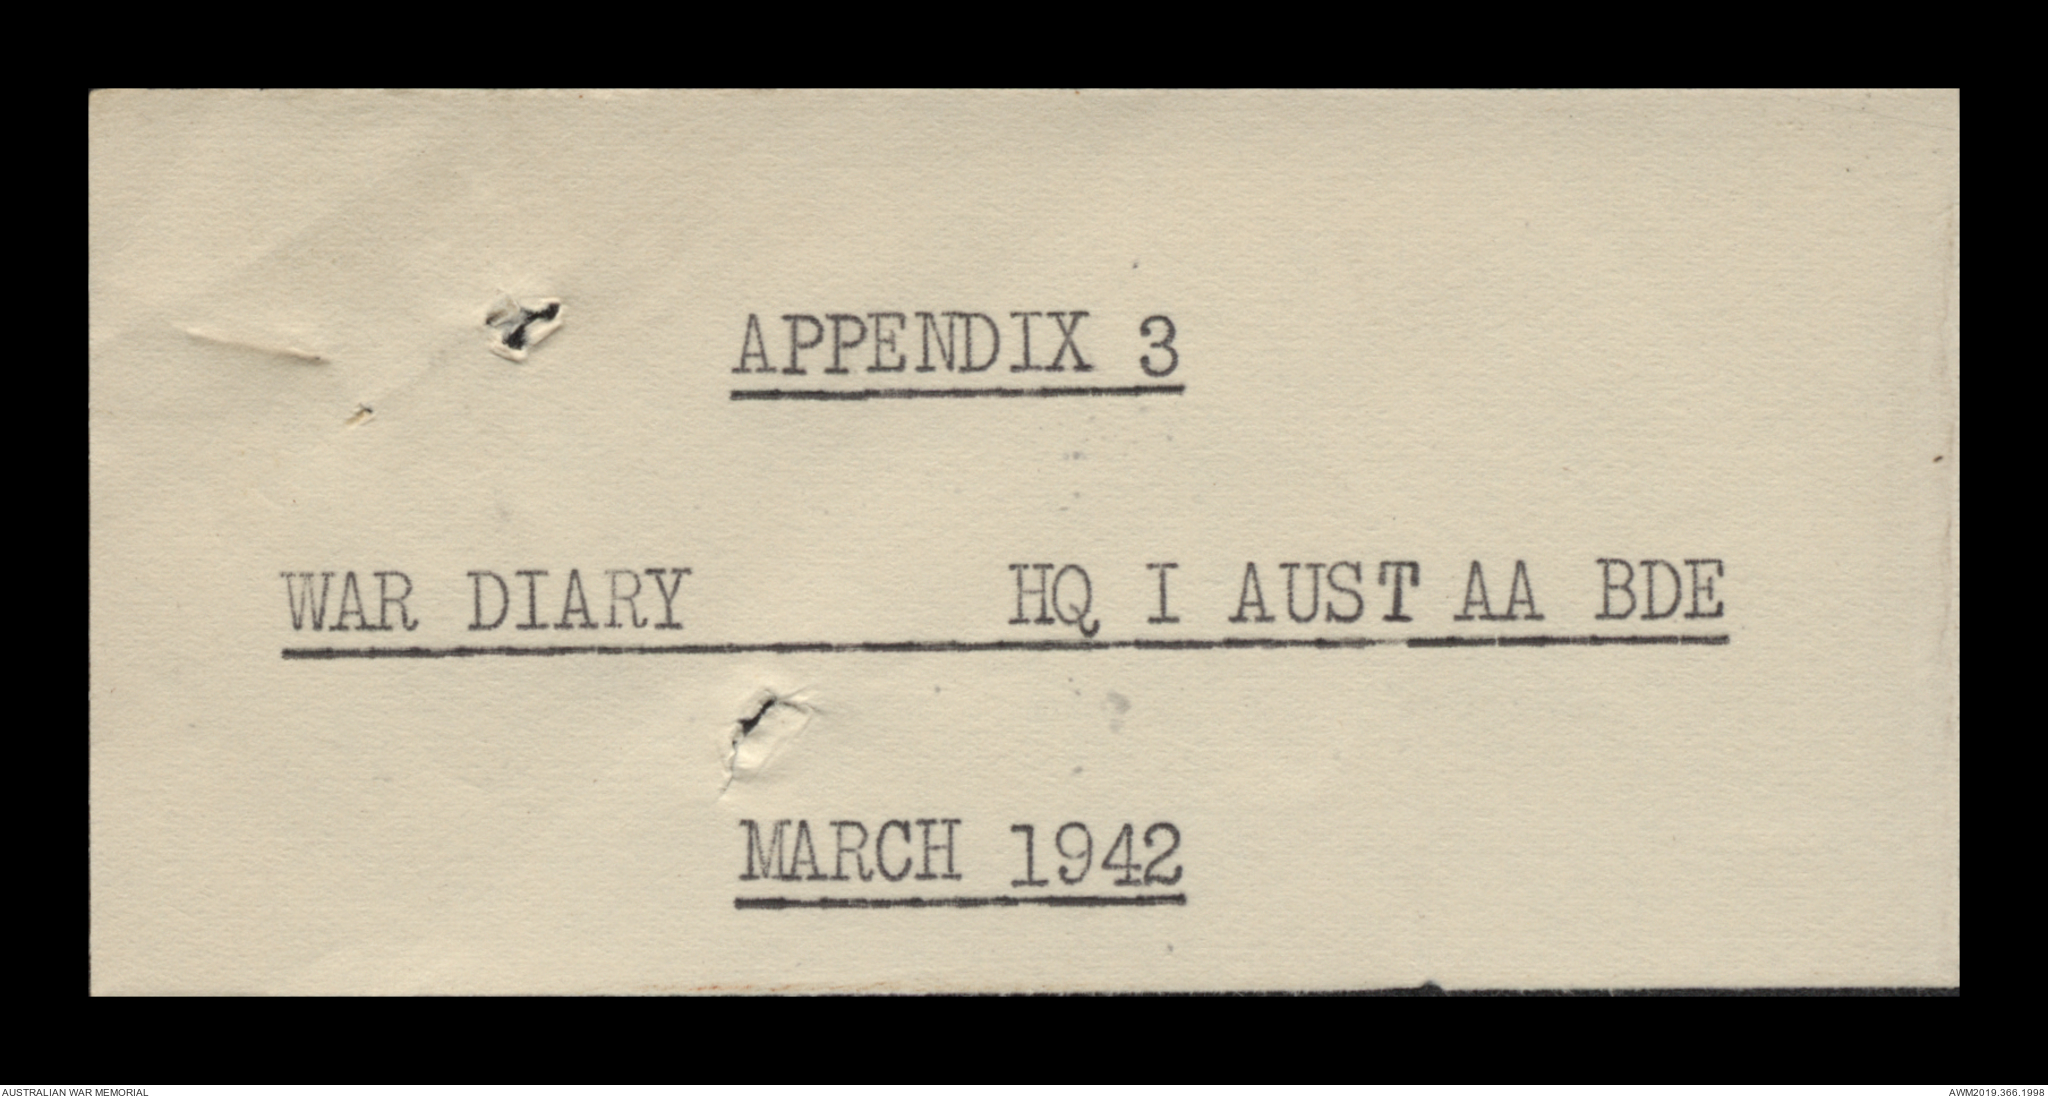 APPENDIX 3
WAR DIARY HQ I AUST AA BDE
MARCH 1942
AUSTRALIAN WAR MEMORIAL AWM2019.366.1998